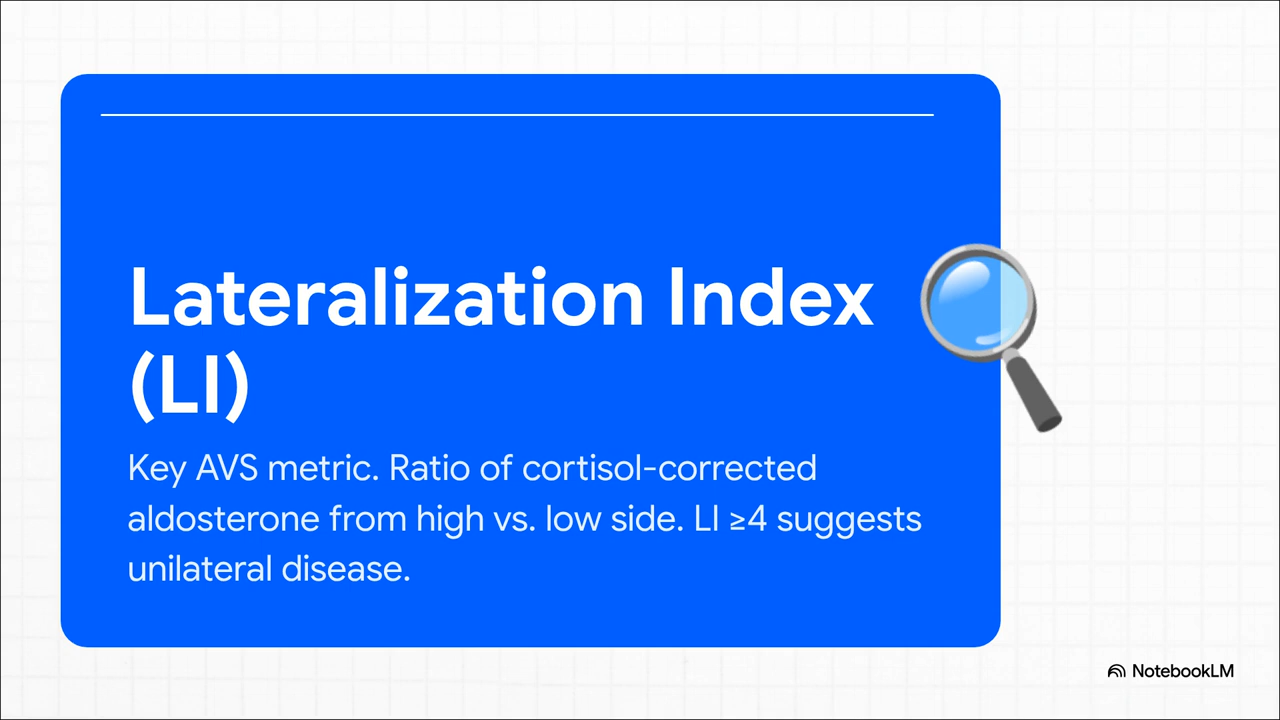 Lateralization Index
(LI)
Key AVS metric. Ratio of cortisol-corrected
aldosterone from high vs. low side. LI ≥4 suggests
unilateral disease.
NotebookLM